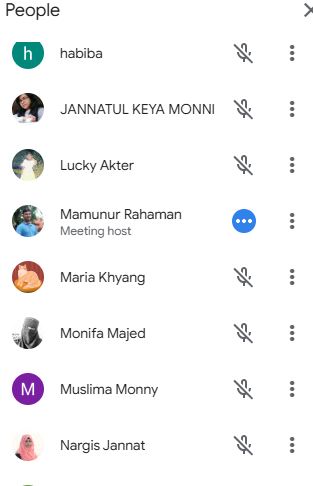 People
h habiba
JANNATUL KEYA MONNI
Lucky Akter
Mamunur Rahaman
Meeting host
Maria Khyang
Monifa Majed
M Muslima Monny
Nargis Jannat